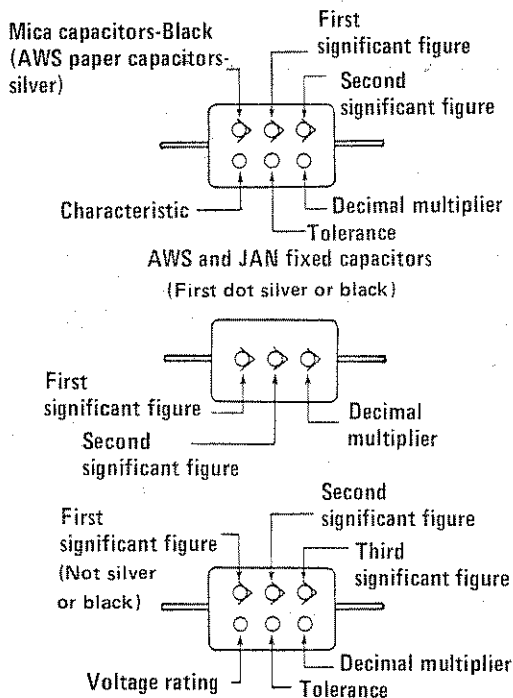 Mica capacitors-Black
(AWS paper capacitors-
silver)
First
significant figure
Second
significant figure
Characteristic
Decimal multiplier
Tolerance
AWS and JAN fixed capacitors
(First dot silver or black)
First
significant figure
Second
significant figure
Decimal
multiplier
First
significant figure
(Not silver
or black)
Second
significant figure
Third
significant figure
Voltage rating
Decimal multiplier
Tolerance